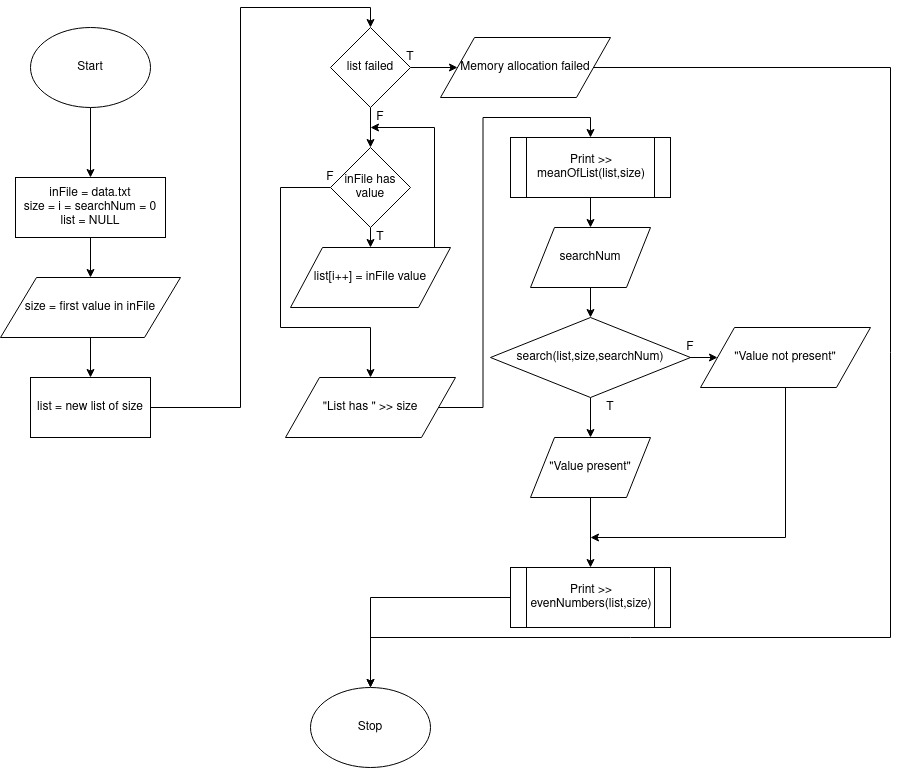 Start
inFile = data.txt
size = i = searchNum = 0
list = NULL
size = first value in inFile
list = new list of size
list failed
T
Memory allocation failed
F
inFile has
value
F
T
list[i++] = inFile value
"List has " >> size
Print >>
meanOfList(list,size)
searchNum
search(list,size,searchNum)
F
"Value not present"
T
"Value present"
Print >>
evenNumbers(list,size)
Stop